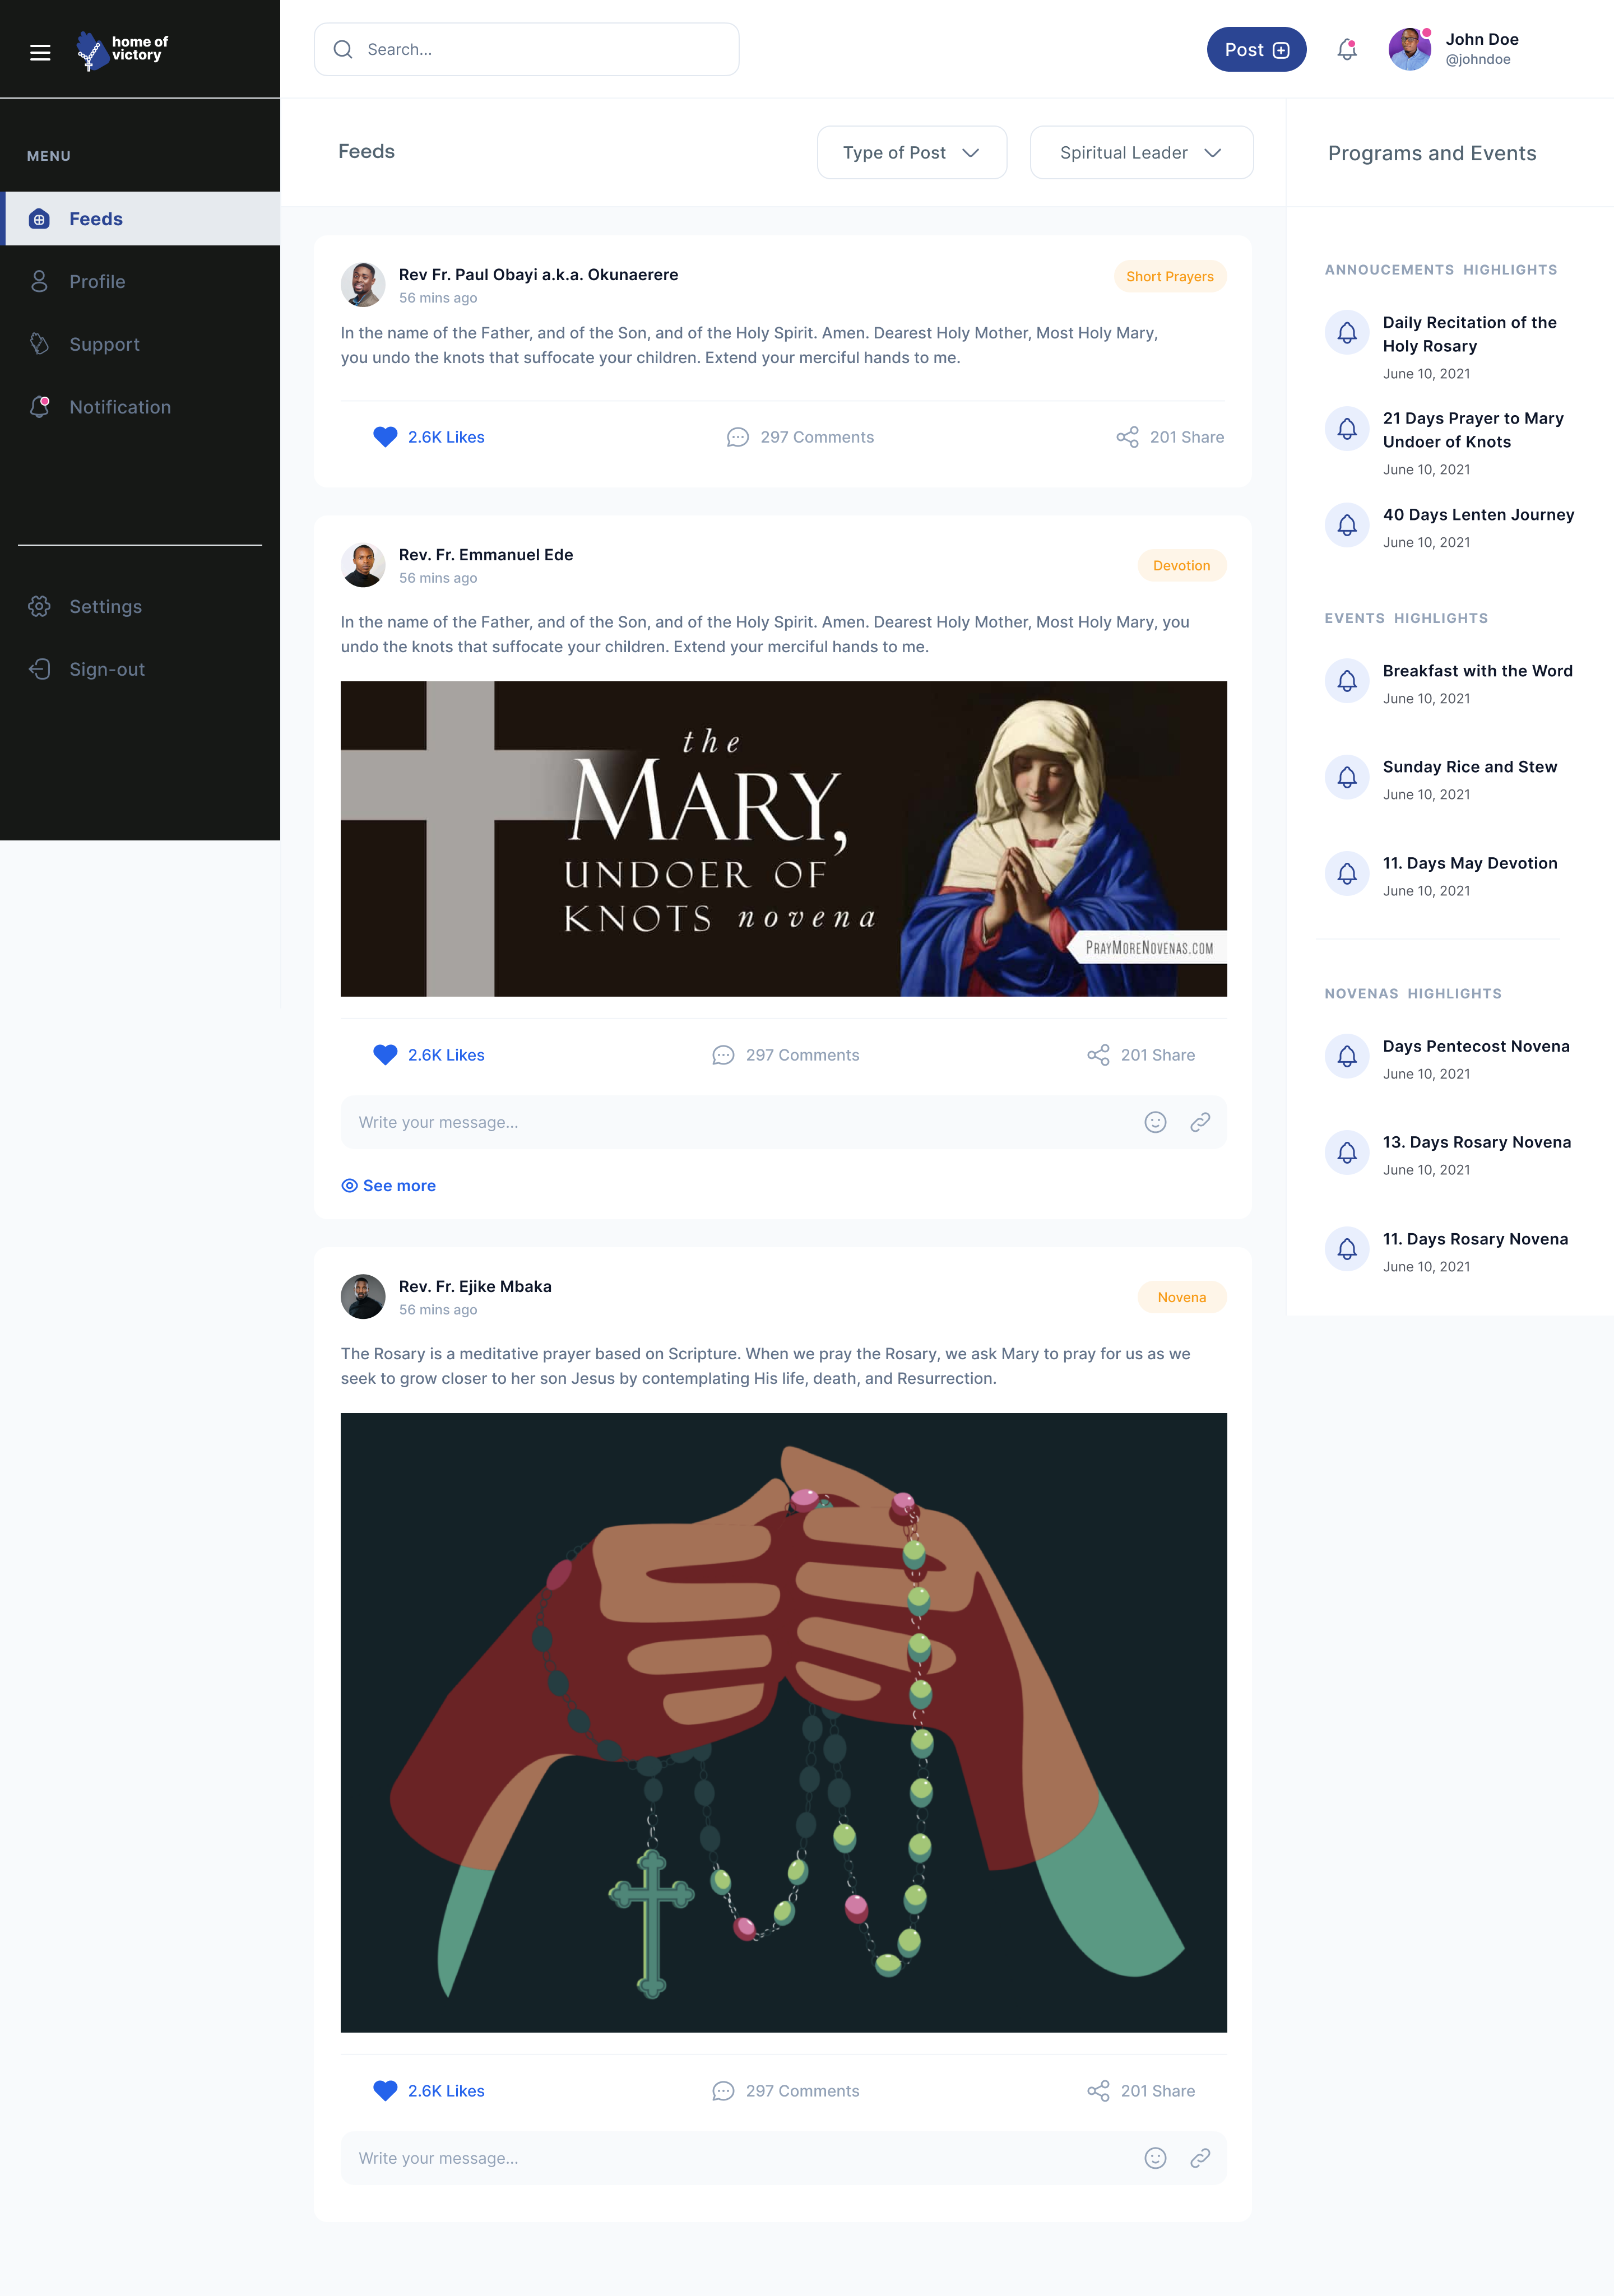 home of
victory
Search...
Post
John Doe
@johndoe
MENU
Feeds
Profile
Support
Notification
Settings
Sign-out
Feeds
Type of Post
Spiritual Leader
Rev Fr. Paul Obayi a.k.a. Okunaerere
56 mins ago
Short Prayers
In the name of the Father, and of the Son, and of the Holy Spirit. Amen. Dearest Holy Mother, Most Holy Mary,
you undo the knots that suffocate your children. Extend your merciful hands to me.
2.6K Likes
297 Comments
201 Share
Rev. Fr. Emmanuel Ede
56 mins ago
Devotion
In the name of the Father, and of the Son, and of the Holy Spirit. Amen. Dearest Holy Mother, Most Holy Mary, you
undo the knots that suffocate your children. Extend your merciful hands to me.
the
MARY,
UNDOER OF
KNOTS novena
PRAYMORENOVENAS.COM
2.6K Likes
297 Comments
201 Share
Write your message...
See more
Rev. Fr. Ejike Mbaka
56 mins ago
Novena
The Rosary is a meditative prayer based on Scripture. When we pray the Rosary, we ask Mary to pray for us as we
seek to grow closer to her son Jesus by contemplating His life, death, and Resurrection.
2.6K Likes
297 Comments
201 Share
Write your message...
Programs and Events
ANNOUCEMENTS HIGHLIGHTS
Daily Recitation of the
Holy Rosary
June 10, 2021
21 Days Prayer to Mary
Undoer of Knots
June 10, 2021
40 Days Lenten Journey
June 10, 2021
EVENTS HIGHLIGHTS
Breakfast with the Word
June 10, 2021
Sunday Rice and Stew
June 10, 2021
11. Days May Devotion
June 10, 2021
NOVENAS HIGHLIGHTS
Days Pentecost Novena
June 10, 2021
13. Days Rosary Novena
June 10, 2021
11. Days Rosary Novena
June 10, 2021